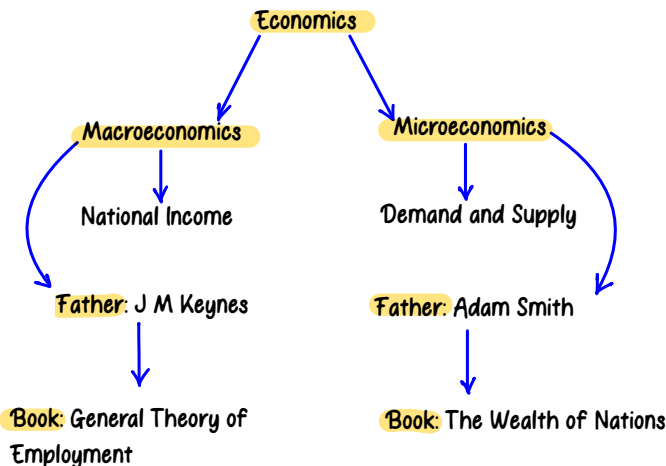 Economics
Macroeconomics
Microeconomics
National Income
Demand and Supply
Father: J M Keynes
Father: Adam Smith
Book: General Theory of
Employment
Book: The Wealth of Nations